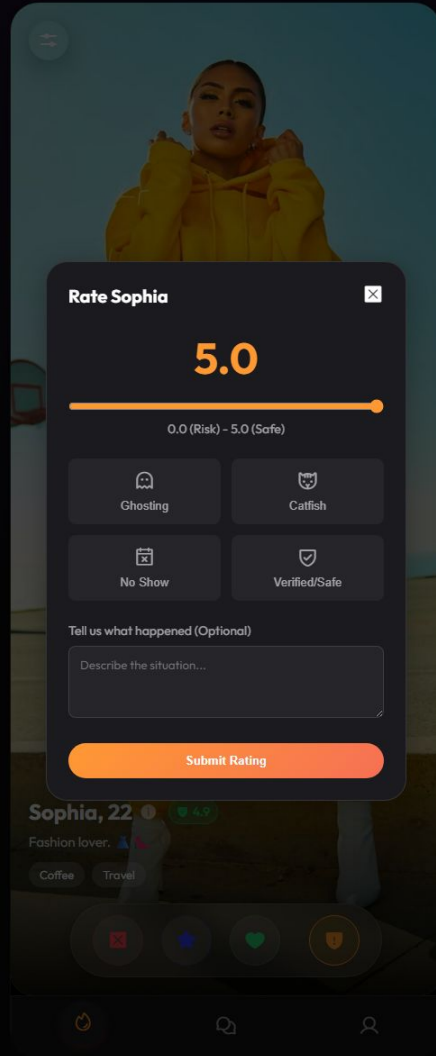 Rate Sophia
5.0
0.0 (Risk) - 5.0 (Safe)
Ghosting
Catfish
No Show
Verified/Safe
Tell us what happened (Optional)
Describe the situation...
Submit Rating
Sophia, 22
4.9
Fashion lover.
Coffee
Travel